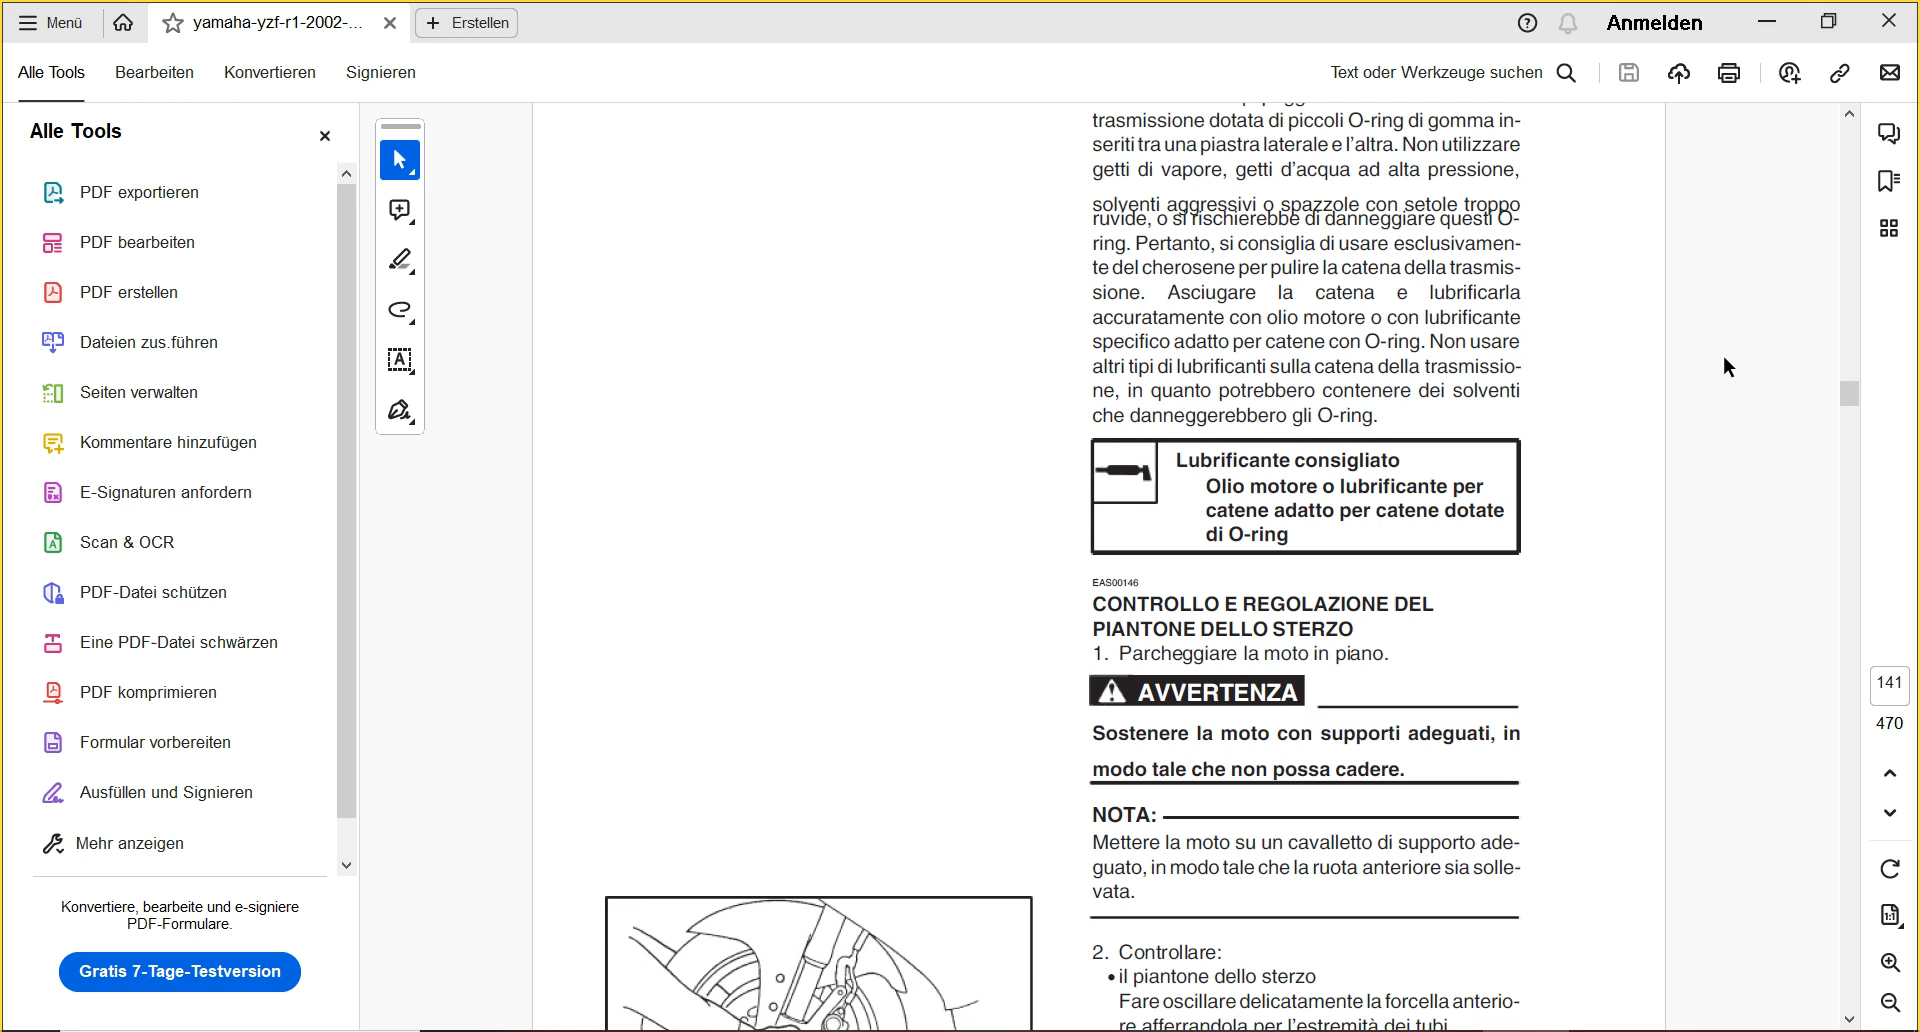 Menü
yamaha-yzf-r1-2002-...
Erstellen
Anmelden
Alle Tools
Bearbeiten
Konvertieren
Signieren
Text oder Werkzeuge suchen
Alle Tools
PDF exportieren
PDF bearbeiten
PDF erstellen
Dateien zus.führen
Seiten verwalten
Kommentare hinzufügen
E-Signaturen anfordern
Scan & OCR
PDF-Datei schützen
Eine PDF-Datei schwärzen
PDF komprimieren
Formular vorbereiten
Ausfüllen und Signieren
Mehr anzeigen
Konvertiere, bearbeite und e-signiere
PDF-Formulare.
Gratis 7-Tage-Testversion
trasmissione dotata di piccoli O-ring di gomma in-
seriti tra una piastra laterale e l'altra. Non utilizzare
getti di vapore, getti d'acqua ad alta pressione,
solventi aggressivi o spazzole con setole troppo
ruvide, o si rischierebbe di danneggiare questi O-
ring. Pertanto, si consiglia di usare esclusivamen-
te del cherosene per pulire la catena della trasmis-
sione. Asciugare la catena e lubrificarla
accuratamente con olio motore o con lubrificante
specifico adatto per catene con O-ring. Non usare
altri tipi di lubrificanti sulla catena della trasmissio-
ne, in quanto potrebbero contenere dei solventi
che danneggerebbero gli O-ring.
Lubrificante consigliato
Olio motore o lubrificante per
catene adatto per catene dotate
di O-ring
EAS00146
CONTROLLO E REGOLAZIONE DEL
PIANTONE DELLO STERZO
1. Parcheggiare la moto in piano.
AVVERTENZA
Sostenere la moto con supporti adeguati, in
modo tale che non possa cadere.
NOTA:
Mettere la moto su un cavalletto di supporto ade-
guato, in modo tale che la ruota anteriore sia solle-
vata.
2. Controllare:
• il piantone dello sterzo
Fare oscillare delicatamente la forcella anterio-
re afferrandola per l'estremità dei tubi
141
470
1:1